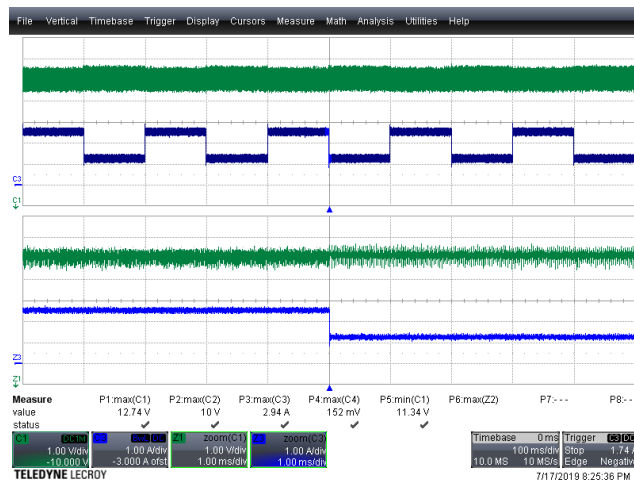 File Vertical Timebase Trigger Display Cursors Measure Math Analysis Utilities Help
C3
C1
Z3
Z1
Measure P1:max(C1) P2:max(C2) P3:max(C3) P4:max(C4) P5:min(C1) P6:max(Z2) P7:--- P8:--
value 12.74 V 10 V 2.94 A 152 mV 11.34 V
status
C1 DC1M Z1 zoom(C1) zoom(C3) Timebase 0 ms Trigger C3 DC
1.00 V/div 1.00 A/div 1.00 V/div 1.00 A/div 100 ms/div Stop 1.74 A
-10.000 V -3.000 A ofst 1.00 ms/div 1.00 ms/div 10.0 MS 10 MS/s Edge Negative
TELEDYNE LECROY 7/17/2019 8:25:36 PM